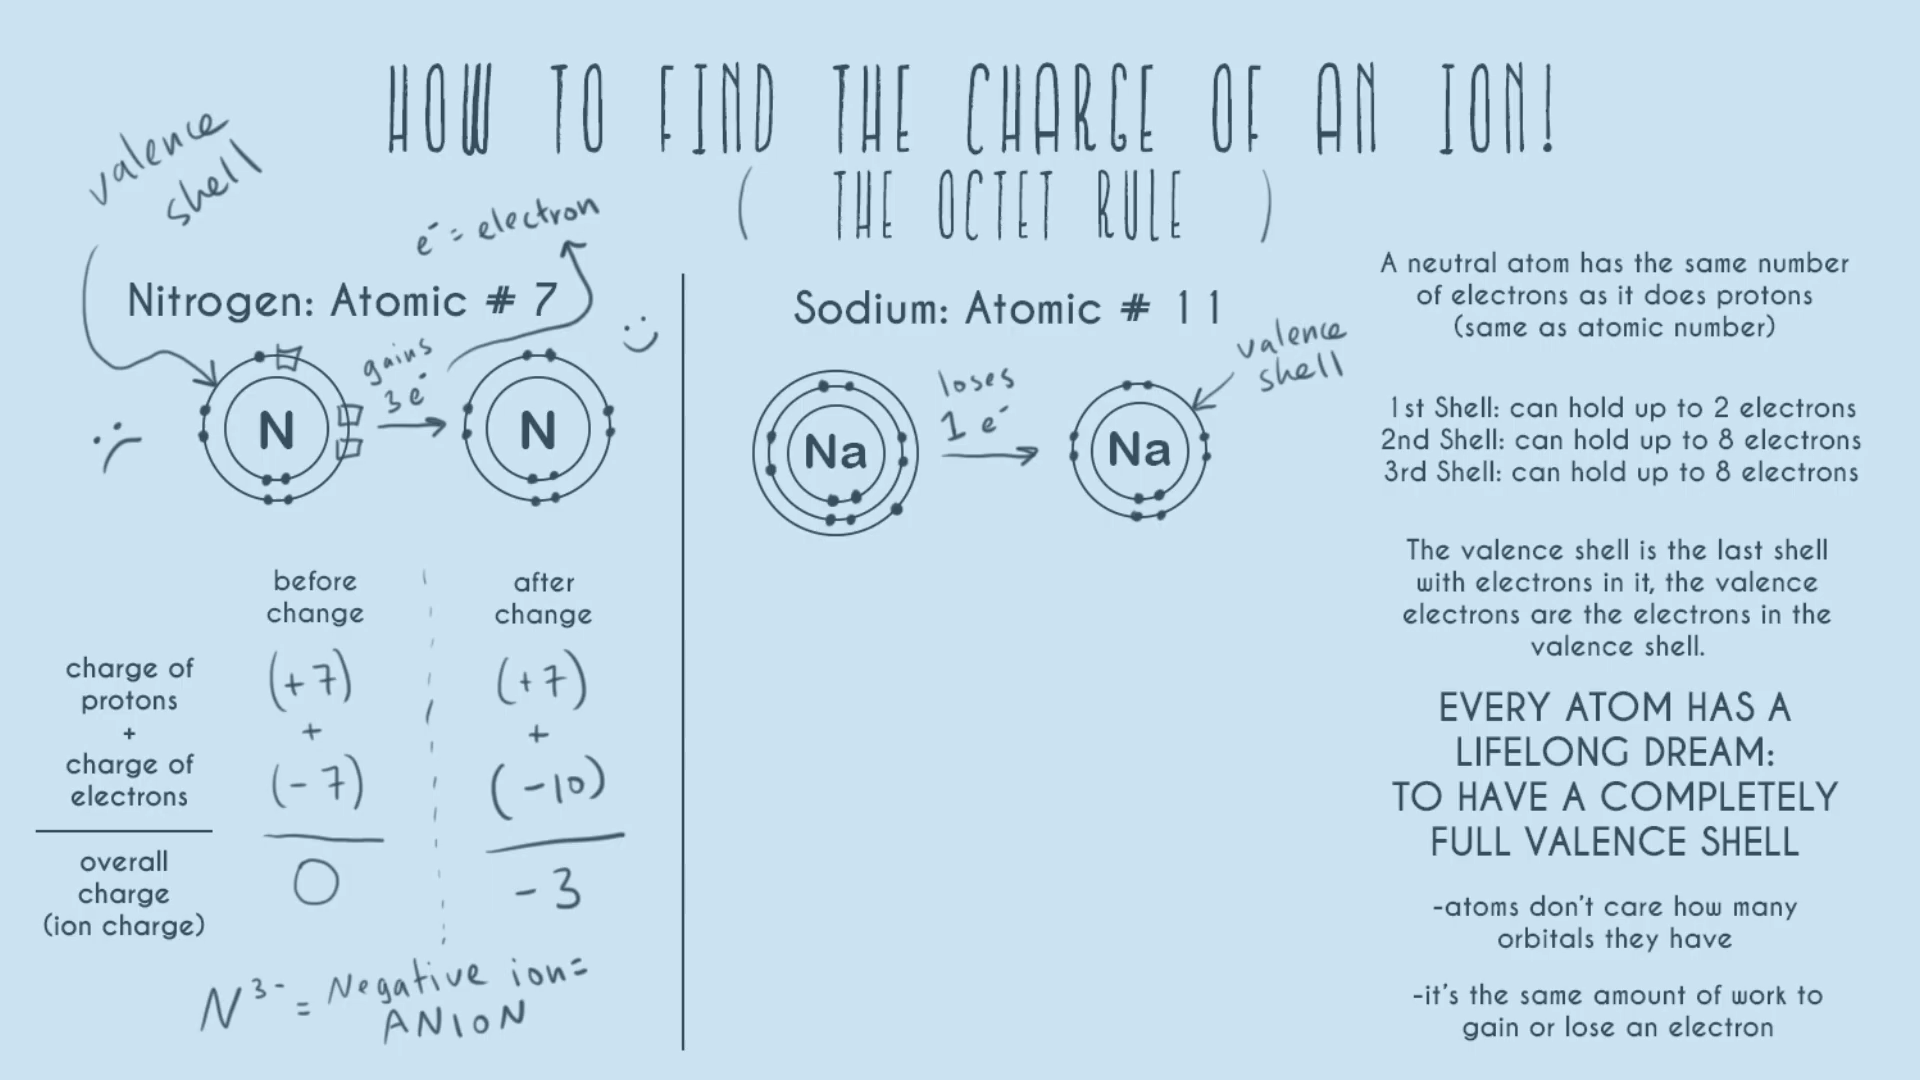 HOW TO FIND THE CHARGE OF AN ION!
( THE OCTET RULE )
valence
shell
e⁻ = electron
Nitrogen: Atomic # 7
gains
3 e⁻
N
N
before
change
after
change
charge of
protons
+
charge of
electrons
overall
charge
(ion charge)
(+7)
+
(-7)
0
(+7)
+
(-10)
-3
N³⁻ = Negative ion=
ANION
Sodium: Atomic # 11
valence
shell
loses
1 e⁻
Na
Na
A neutral atom has the same number
of electrons as it does protons
(same as atomic number)
1st Shell: can hold up to 2 electrons
2nd Shell: can hold up to 8 electrons
3rd Shell: can hold up to 8 electrons
The valence shell is the last shell
with electrons in it, the valence
electrons are the electrons in the
valence shell.
EVERY ATOM HAS A
LIFELONG DREAM:
TO HAVE A COMPLETELY
FULL VALENCE SHELL
-atoms don't care how many
orbitals they have
-it's the same amount of work to
gain or lose an electron